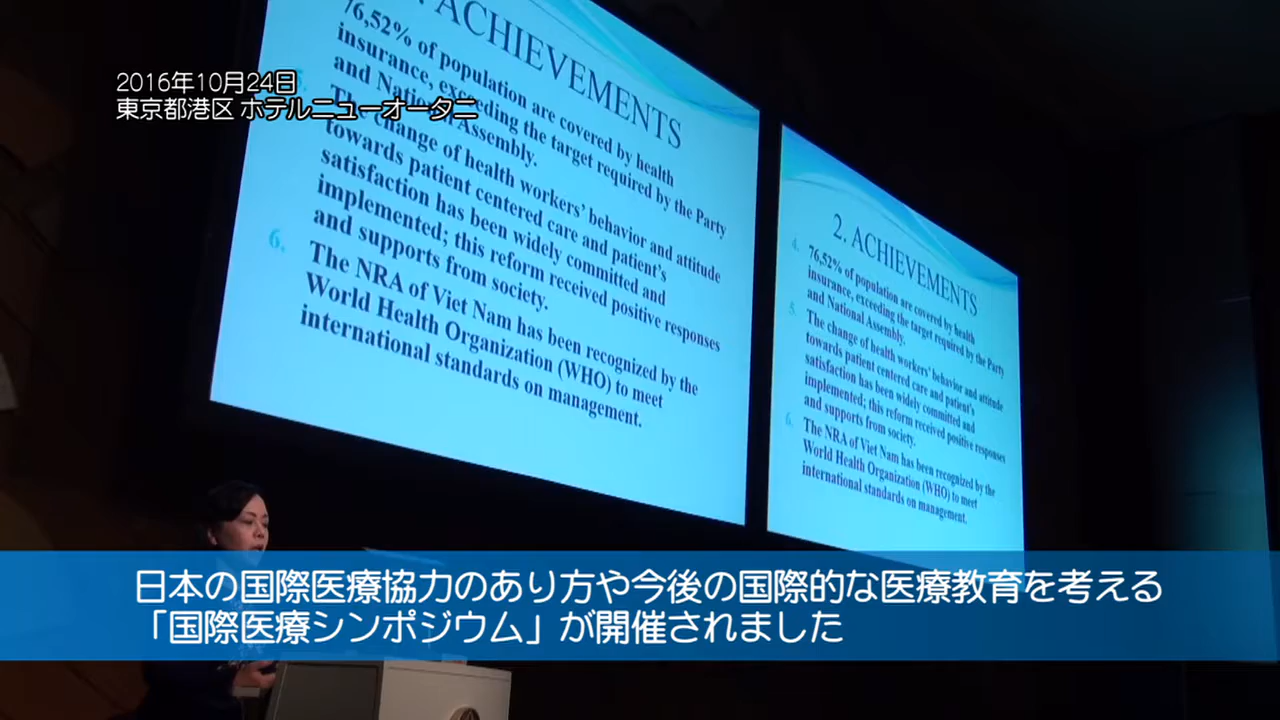 2016年10月24日
東京都港区 ホテルニューオータニ
. ACHIEVEMENTS
76,52% of population are covered by health
insurance, exceeding the target required by the Party
and National Assembly.
The change of health workers' behavior and attitude
towards patient centered care and patient's
satisfaction has been widely committed and
implemented; this reform received positive responses
and supports from society.
6. The NRA of Viet Nam has been recognized by the
World Health Organization (WHO) to meet
international standards on management.
2. ACHIEVEMENTS
4. 76,52% of population are covered by health
insurance, exceeding the target required by the Party
and National Assembly.
5. The change of health workers' behavior and attitude
towards patient centered care and patient's
satisfaction has been widely committed and
implemented; this reform received positive responses
and supports from society.
6. The NRA of Viet Nam has been recognized by the
World Health Organization (WHO) to meet
international standards on management.
日本の国際医療協力のあり方や今後の国際的な医療教育を考える
「国際医療シンポジウム」が開催されました